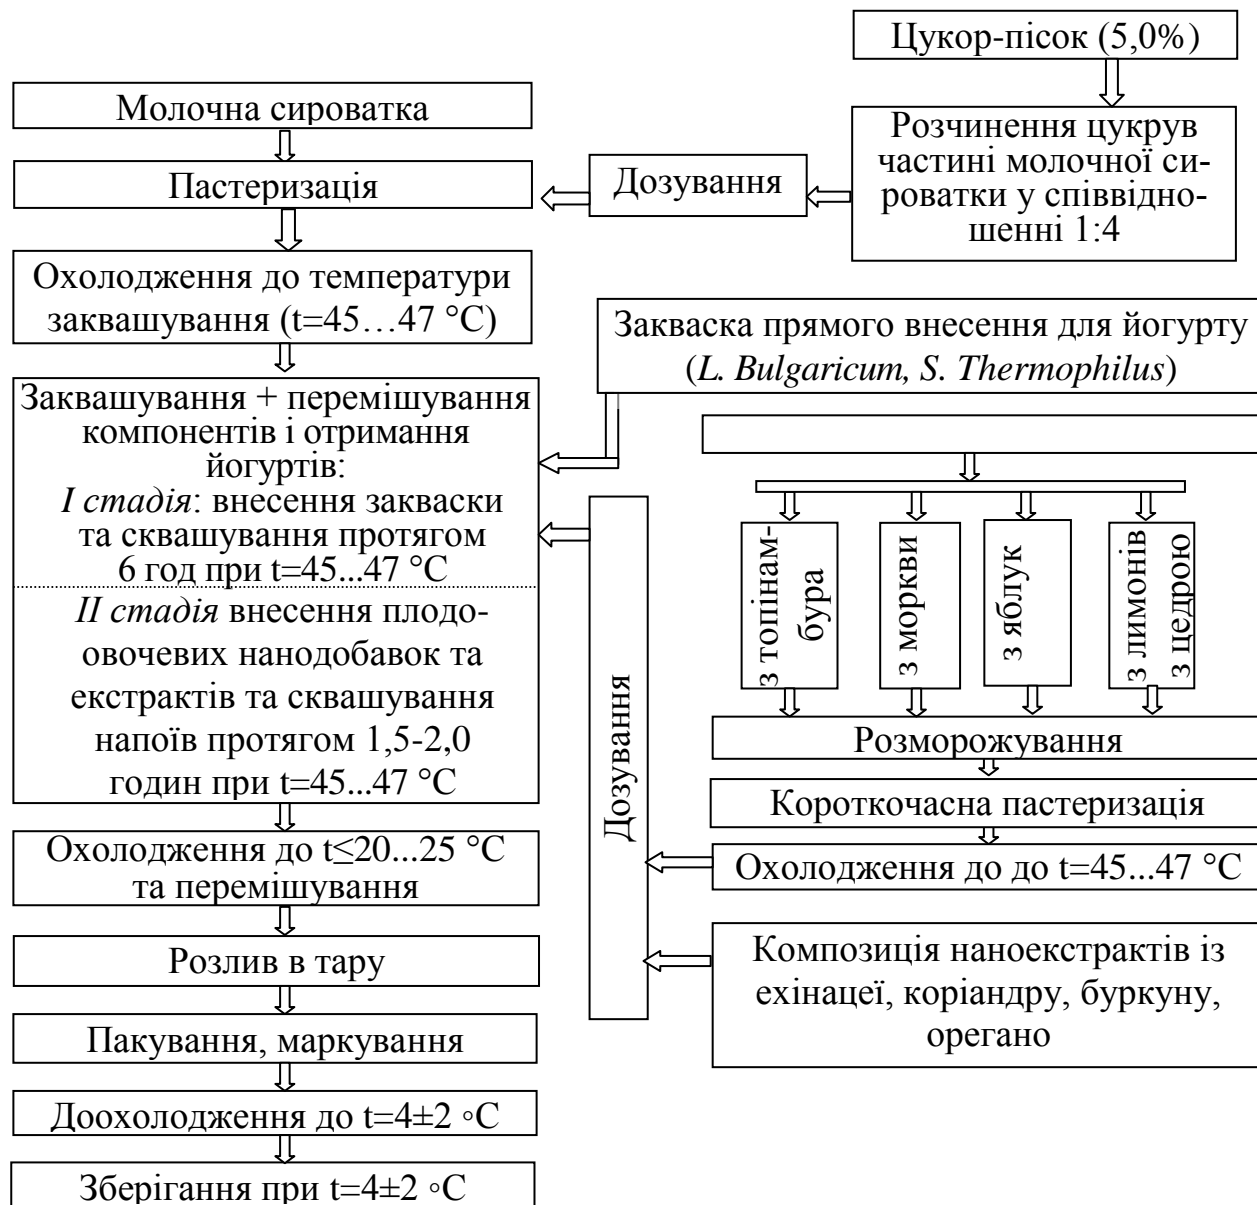 Цукор-пісок (5,0%)
Молочна сироватка
Розчинення цукрув
частині молочної си-
роватки у співвідно-
шенні 1:4
Дозування
Пастеризація
Охолодження до температури
заквашування (t=45…47 °С)
Закваска прямого внесення для йогурту
(L. Bulgaricum, S. Thermophilus)
Заквашування + перемішування
компонентів і отримання
йогуртів:
I стадія: внесення закваски
та сквашування протягом
6 год при t=45...47 °С
II стадія внесення плодо-
овочевих нанодобавок та
екстрактів та сквашування
напоїв протягом 1,5-2,0
годин при t=45...47 °С
з топінам-
бура
з моркви
з яблук
з лимонів
з цедрою
Розморожування
Короткочасна пастеризація
Охолодження до до t=45...47 °С
Дозування
Композиція наноекстрактів із
ехінацеї, коріандру, буркуну,
орегано
Охолодження до t≤20...25 °С
та перемішування
Розлив в тару
Пакування, маркування
Доохолодження до t=4±2 ◦С
Зберігання при t=4±2 ◦С